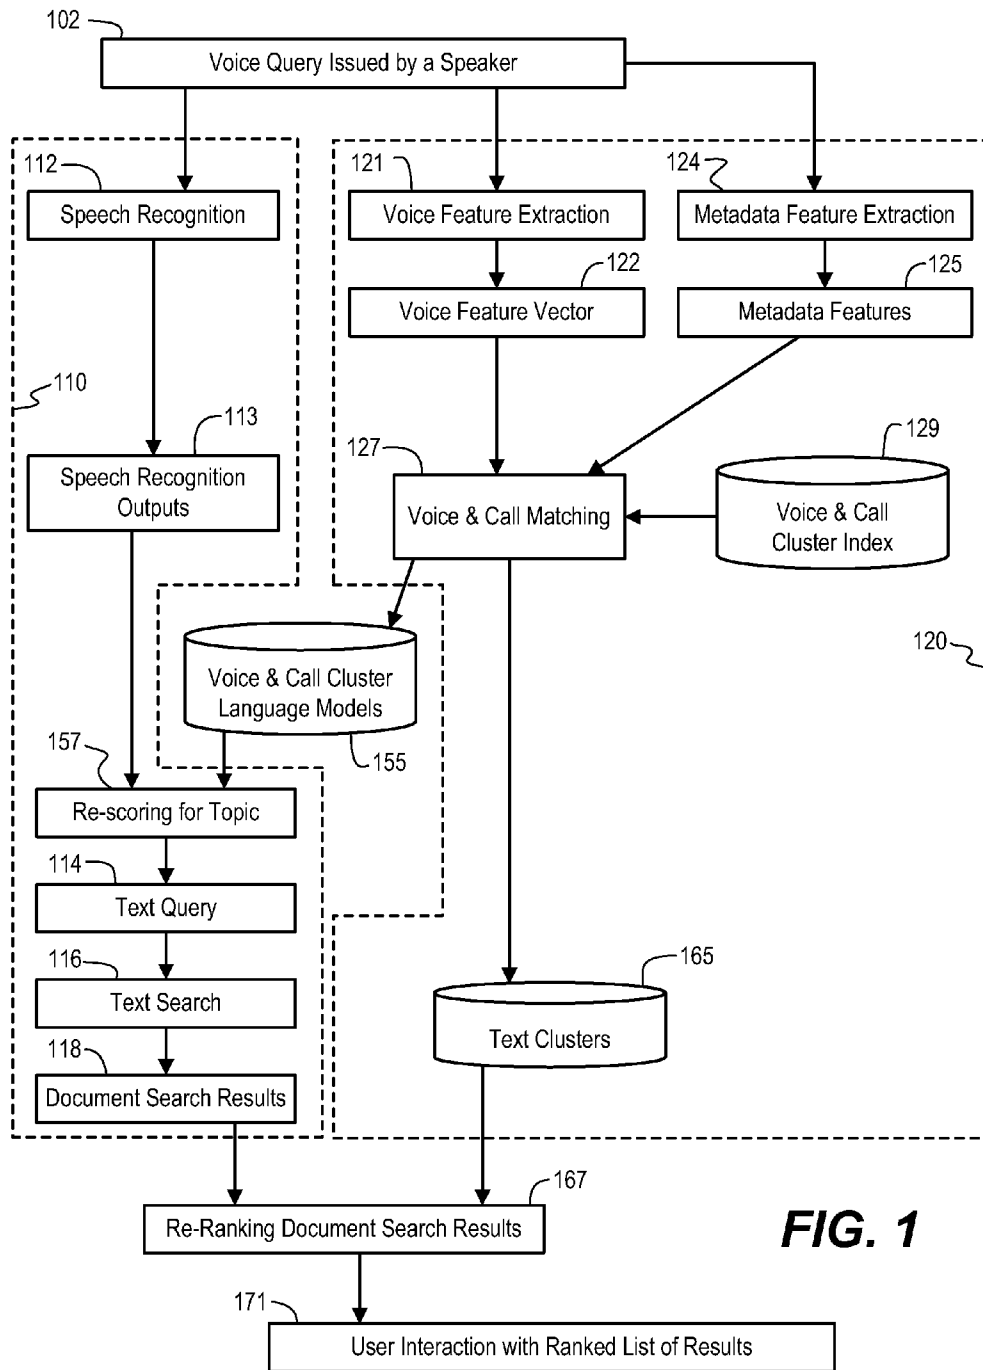 102
Voice Query Issued by a Speaker
112
Speech Recognition
121
Voice Feature Extraction
124
Metadata Feature Extraction
122
Voice Feature Vector
125
Metadata Features
110
113
Speech Recognition
Outputs
127
Voice & Call Matching
129
Voice & Call
Cluster Index
120
Voice & Call Cluster
Language Models
155
157
Re-scoring for Topic
114
Text Query
116
Text Search
118
Document Search Results
165
Text Clusters
167
Re-Ranking Document Search Results
FIG. 1
171
User Interaction with Ranked List of Results